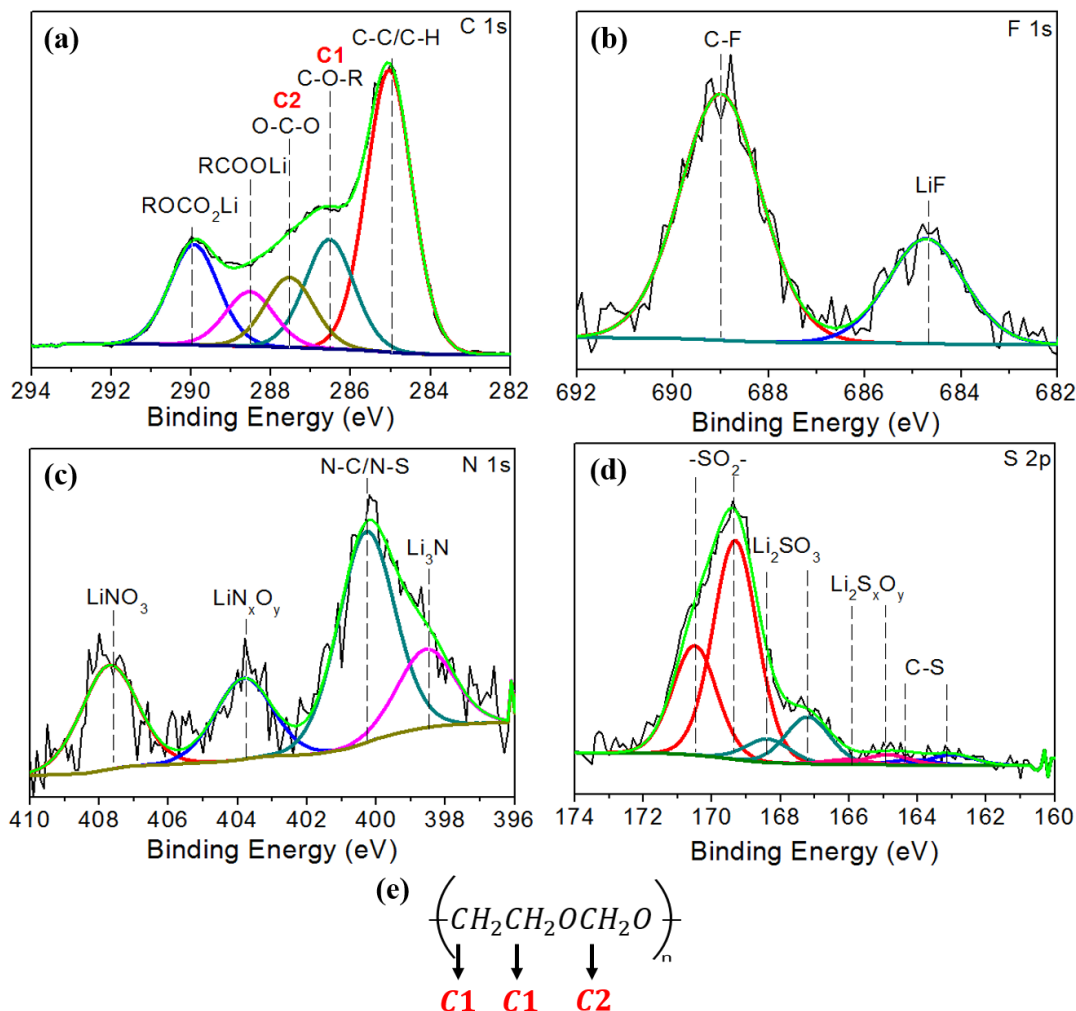 (a)
C 1s
C-C/C-H
C1
C-O-R
C2
O-C-O
RCOOLi
ROCO₂Li
294 292 290 288 286 284 282
Binding Energy (eV)
(b)
F 1s
C-F
LiF
692 690 688 686 684 682
Binding Energy (eV)
(c)
N 1s
N-C/N-S
Li₃N
LiNO₃
LiNₓOᵧ
410 408 406 404 402 400 398 396
Binding Energy (eV)
(d)
S 2p
-SO₂-
Li₂SO₃
Li₂SₓOᵧ
C-S
174 172 170 168 166 164 162 160
Binding Energy (eV)
(e)
(CH₂CH₂OCH₂O)ₙ
C1 C1 C2